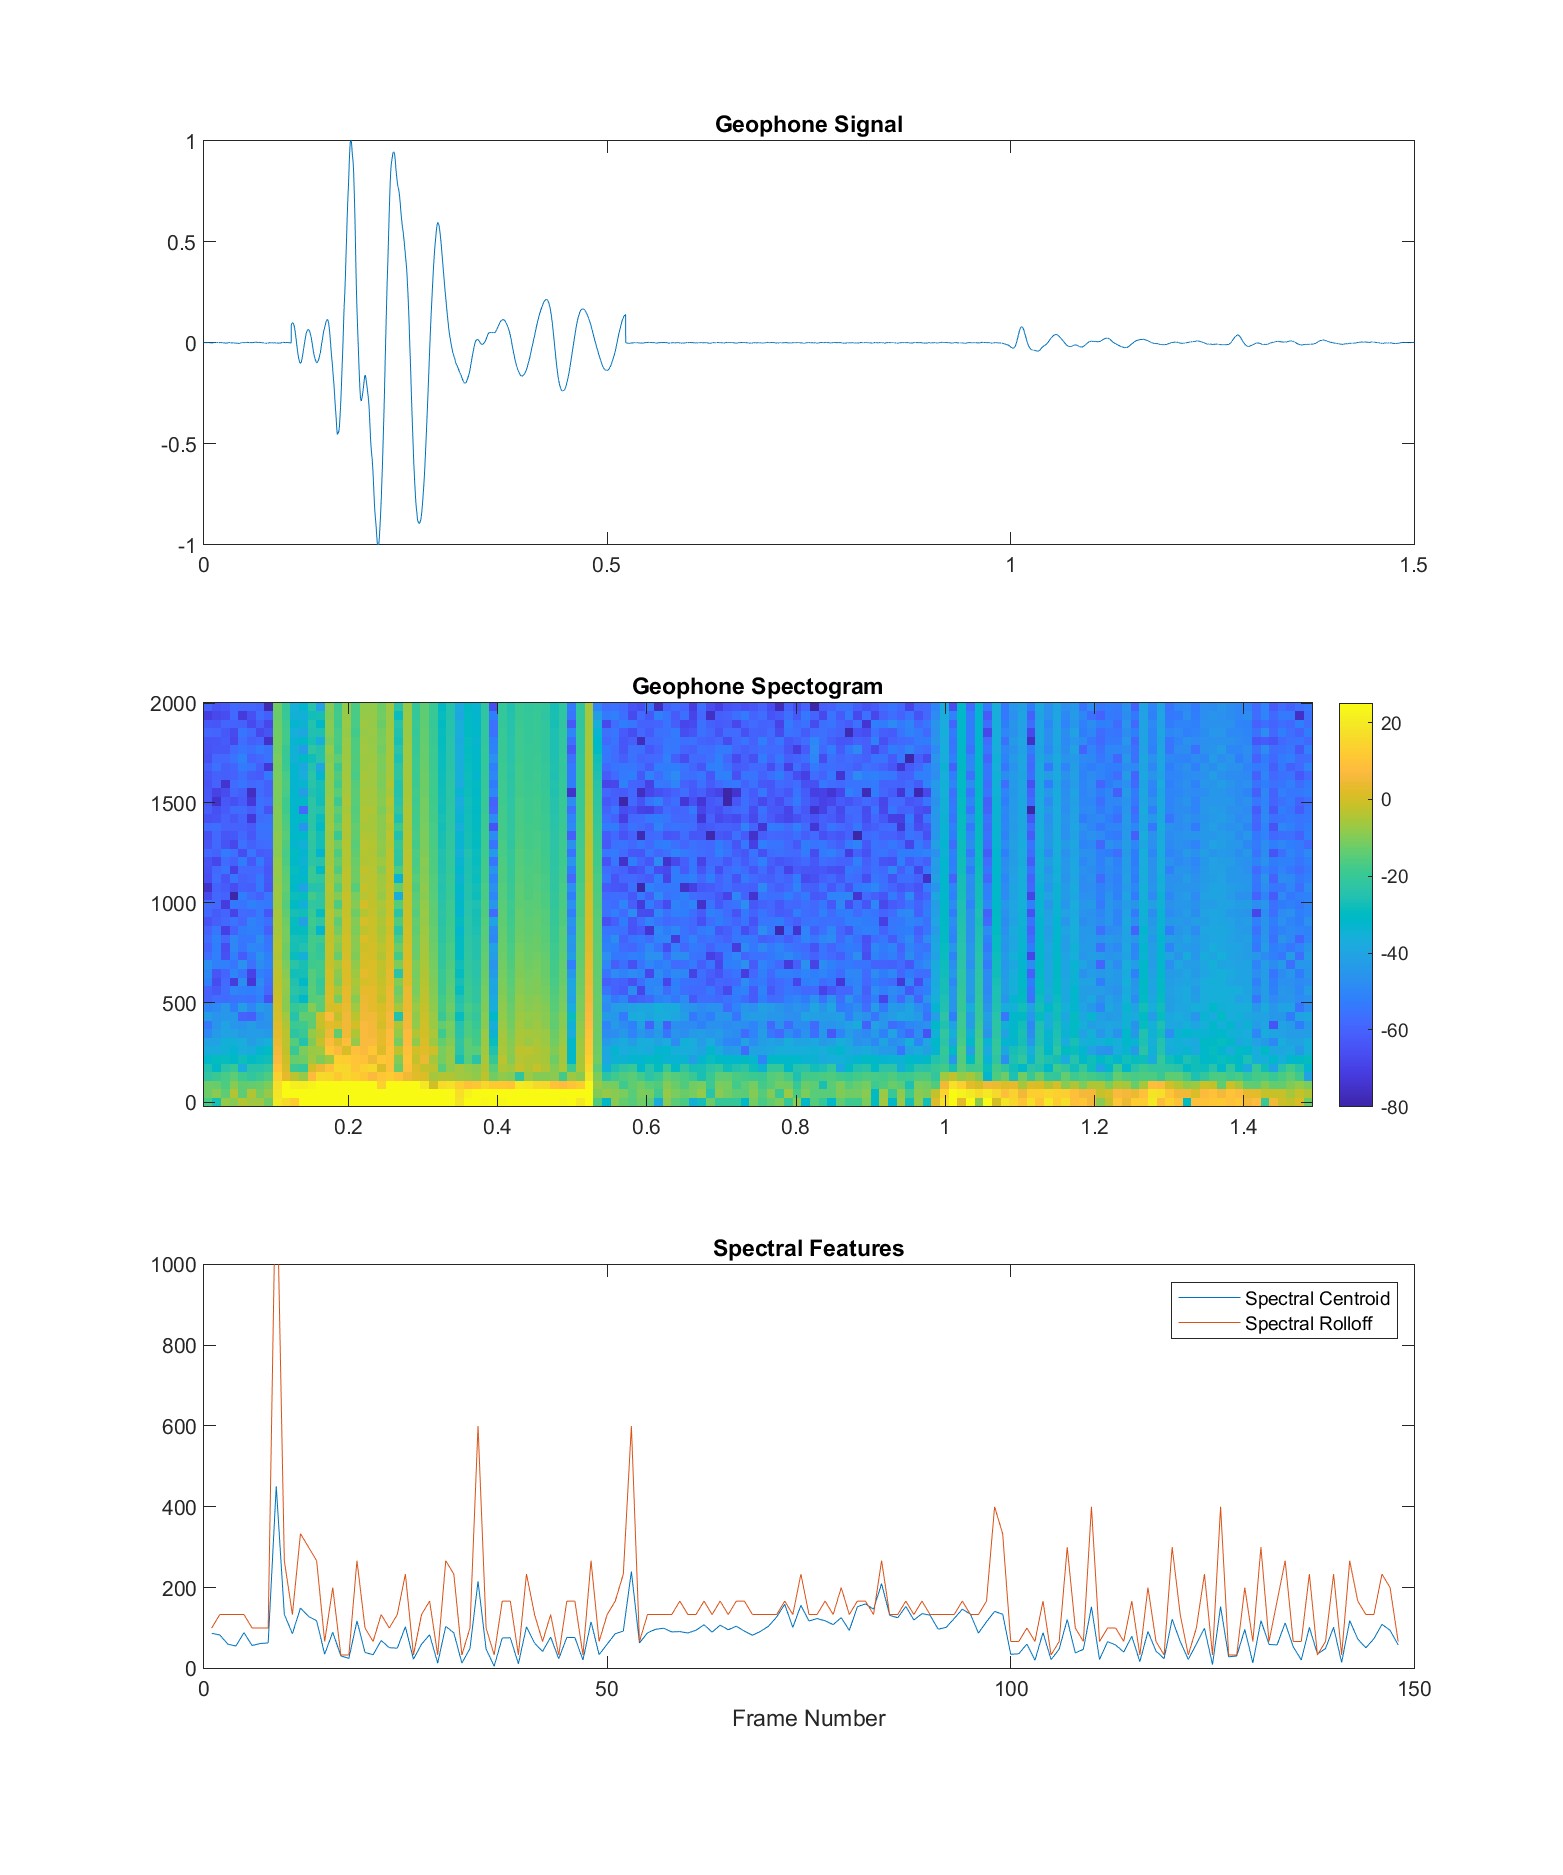 Geophone Signal
1
0.5
0
-0.5
-1
0 0.5 1 1.5
Geophone Spectogram
2000
1500
1000
500
0
0.2 0.4 0.6 0.8 1 1.2 1.4
20
0
-20
-40
-60
-80
Spectral Features
1000
800
600
400
200
0
Spectral Centroid
Spectral Rolloff
0 50 100 150
Frame Number